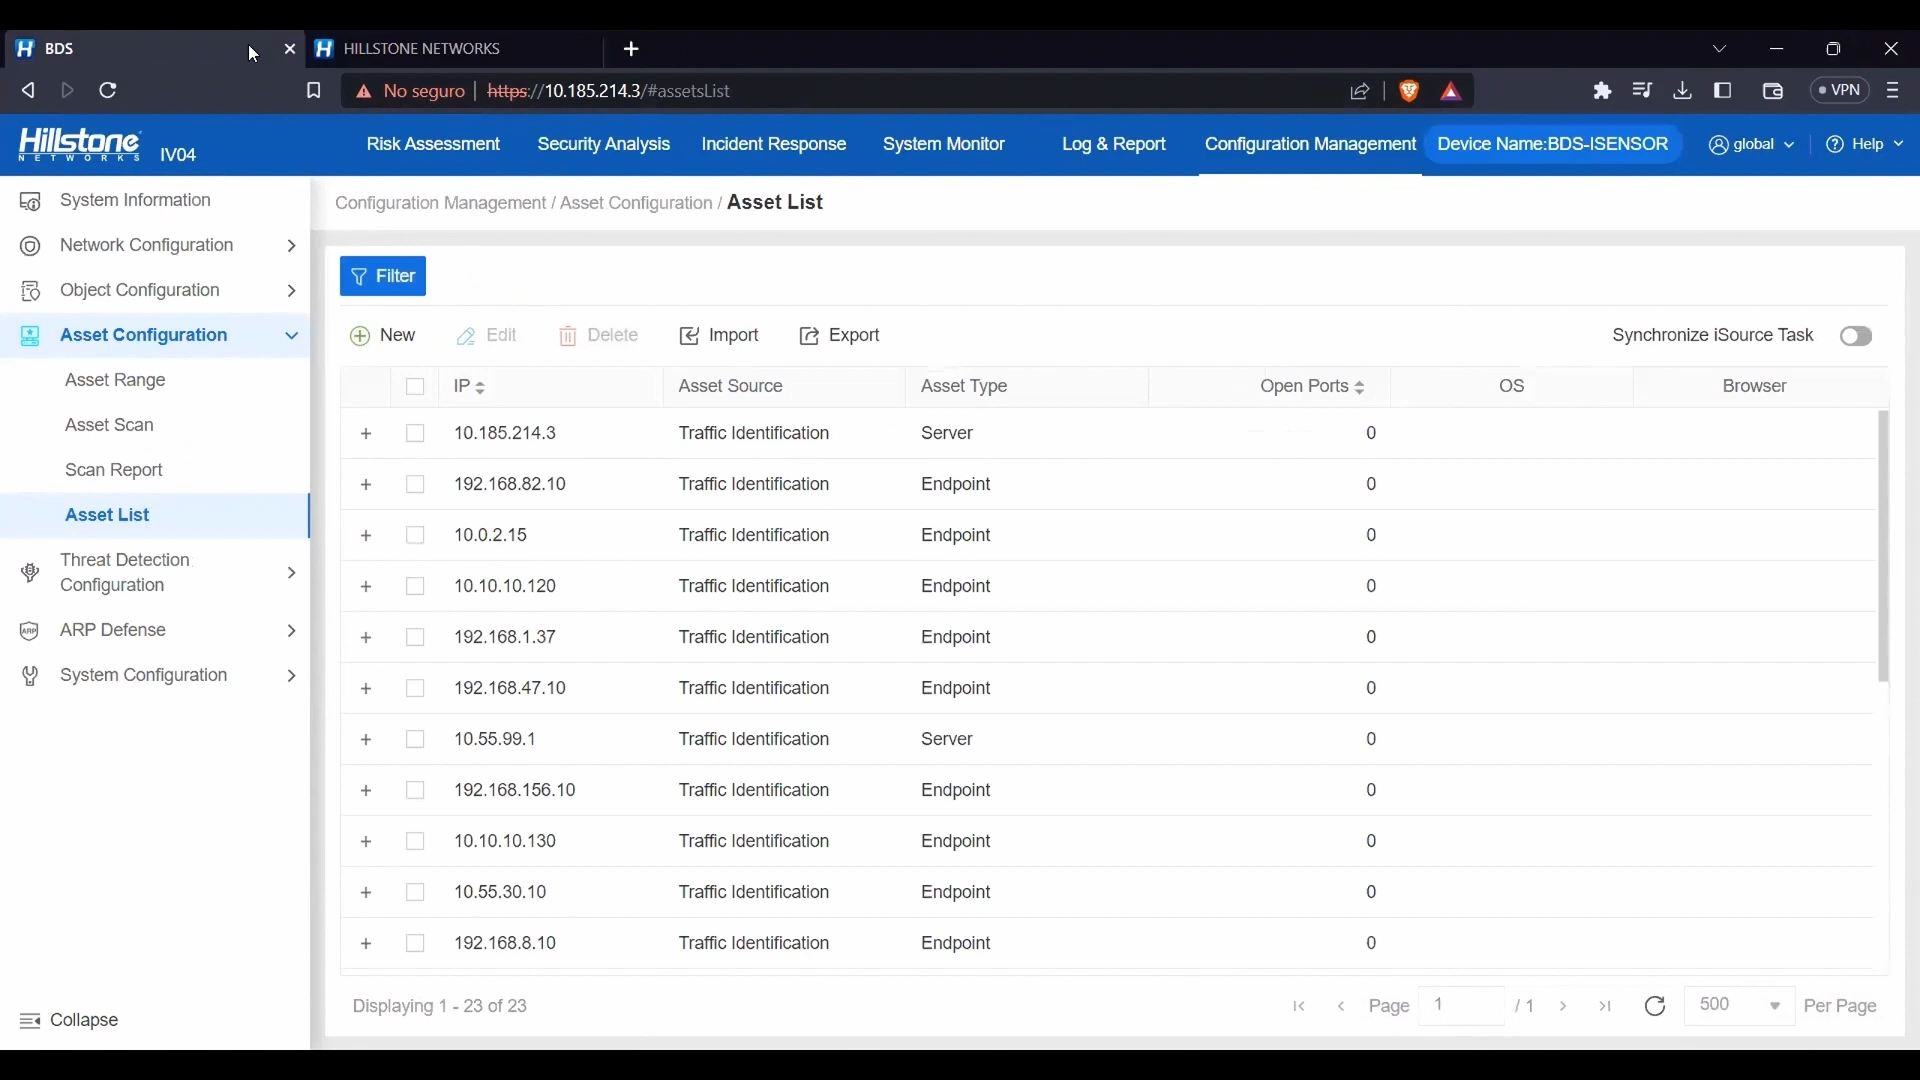 BDS
HILLSTONE NETWORKS
No seguro
https://10.185.214.3/#assetsList
VPN
Hillstone
NETWORKS
IV04
Risk Assessment
Security Analysis
Incident Response
System Monitor
Log & Report
Configuration Management
Device Name:BDS-ISENSOR
global
Help
System Information
Network Configuration
Object Configuration
Asset Configuration
Asset Range
Asset Scan
Scan Report
Asset List
Threat Detection
Configuration
ARP Defense
System Configuration
Collapse
Configuration Management / Asset Configuration / Asset List
Filter
New Edit Delete Import Export
Synchronize iSource Task
IP Asset Source Asset Type Open Ports OS Browser
10.185.214.3 Traffic Identification Server 0
192.168.82.10 Traffic Identification Endpoint 0
10.0.2.15 Traffic Identification Endpoint 0
10.10.10.120 Traffic Identification Endpoint 0
192.168.1.37 Traffic Identification Endpoint 0
192.168.47.10 Traffic Identification Endpoint 0
10.55.99.1 Traffic Identification Server 0
192.168.156.10 Traffic Identification Endpoint 0
10.10.10.130 Traffic Identification Endpoint 0
10.55.30.10 Traffic Identification Endpoint 0
192.168.8.10 Traffic Identification Endpoint 0
Displaying 1 - 23 of 23
Page 1 / 1
500 Per Page